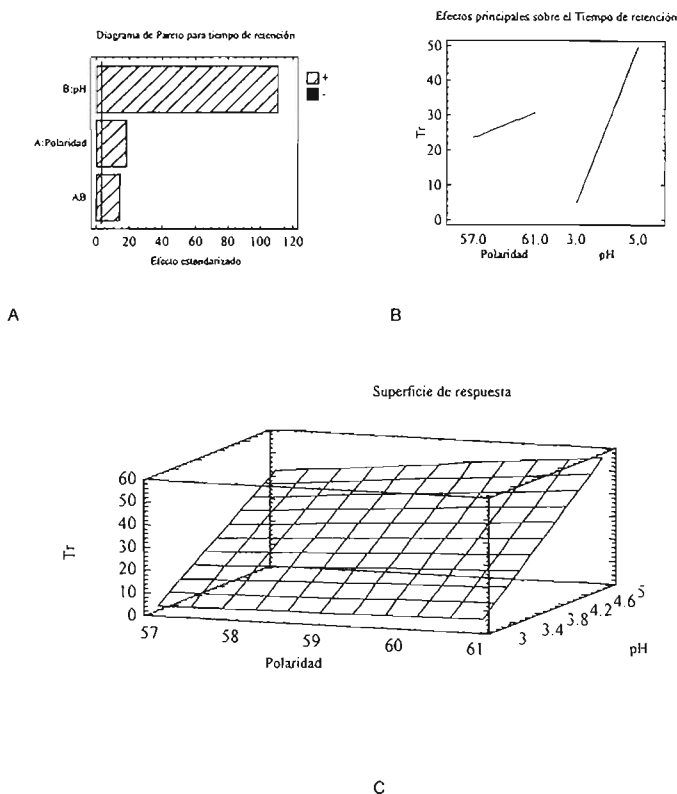 Diagrama de Pareto para tiempo de retención
B:pH
A:Polaridad
AB
+
-
0 20 40 60 80 100 120
Efecto estandarizado
A
Efectos principales sobre el Tiempo de retención
50
40
30
20
10
0
Tr
57.0 61.0 3.0 5.0
Polaridad pH
B
Superficie de respuesta
60
50
40
30
20
10
0
Tr
57 58 59 60 61
Polaridad
3 3.4 3.8 4.2 4.6 5
pH
C